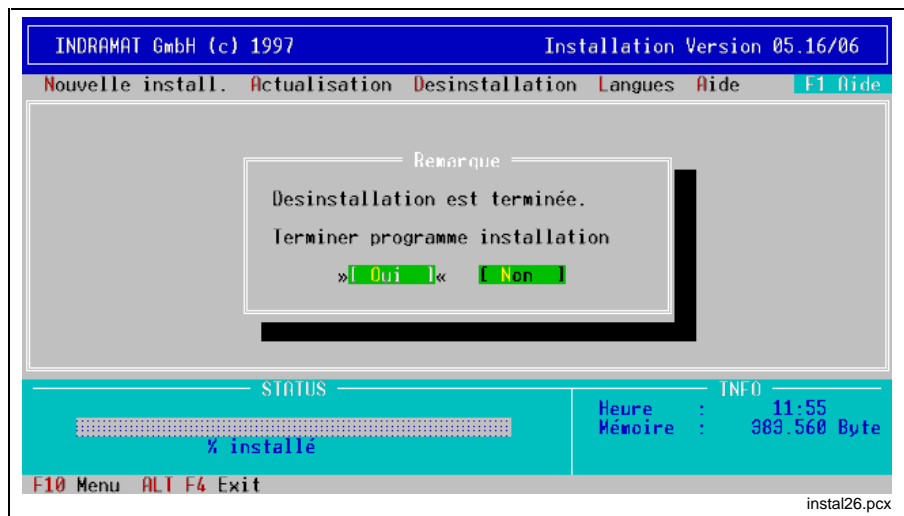 INDRAMAT GmbH (c) 1997 Installation Version 05.16/06
Nouvelle install. Actualisation Desinstallation Langues Aide F1 Aide
Remarque
Desinstallation est terminée.
Terminer programme installation
»[ Oui ]« [ Non ]
STATUS INFO
Heure : 11:55
Mémoire : 383.560 Byte
% installé
F10 Menu ALT F4 Exit
instal26.pcx